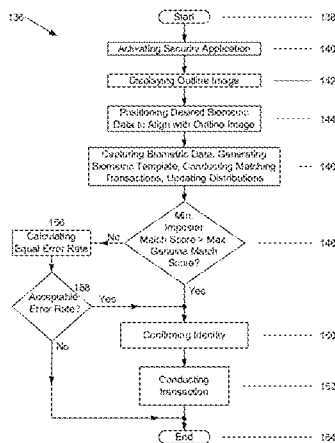 136
Start
138
Activating Security Application
140
Displaying Outline Image
142
Positioning Desired Biometric
Data to Align with Outline Image
144
Capturing Biometric Data, Generating
Biometric Template, Conducting Matching
Transactions, Updating Distributions
146
Min.
Imposter
Match Score > Max
Genuine Match
Score?
148
No
156
Calculating
Equal Error Rate
158
Acceptable
Error Rate?
Yes
Yes
No
Confirming Identity
150
Conducting
Transaction
152
End
154